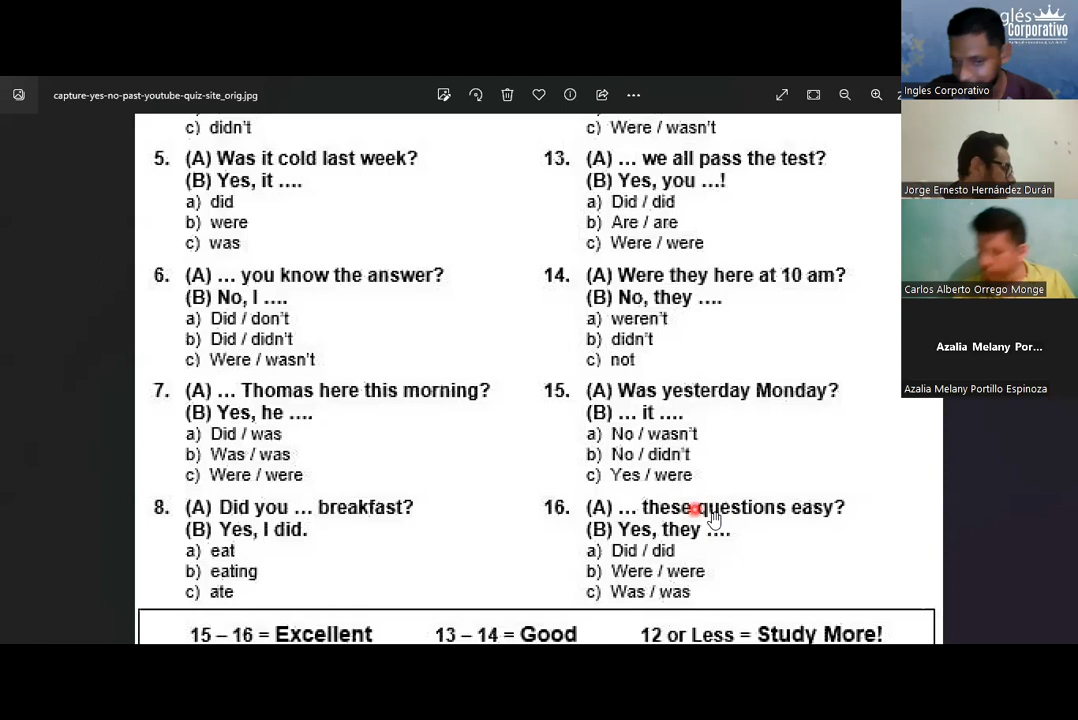 capture-yes-no-past-youtube-quiz-site_orig.jpg
c) didn't
5. (A) Was it cold last week?
(B) Yes, it ....
a) did
b) were
c) was
6. (A) ... you know the answer?
(B) No, I ....
a) Did / don't
b) Did / didn't
c) Were / wasn't
7. (A) ... Thomas here this morning?
(B) Yes, he ....
a) Did / was
b) Was / was
c) Were / were
8. (A) Did you ... breakfast?
(B) Yes, I did.
a) eat
b) eating
c) ate
c) Were / wasn't
13. (A) ... we all pass the test?
(B) Yes, you ...!
a) Did / did
b) Are / are
c) Were / were
14. (A) Were they here at 10 am?
(B) No, they ....
a) weren't
b) didn't
c) not
15. (A) Was yesterday Monday?
(B) ... it ....
a) No / wasn't
b) No / didn't
c) Yes / were
16. (A) ... these questions easy?
(B) Yes, they ....
a) Did / did
b) Were / were
c) Was / was
15 – 16 = Excellent 13 – 14 = Good 12 or Less = Study More!
glés
Corporativo
Ingles Corporativo
Jorge Ernesto Hernández Durán
Carlos Alberto Orrego Monge
Azalia Melany Por...
Azalia Melany Portillo Espinoza